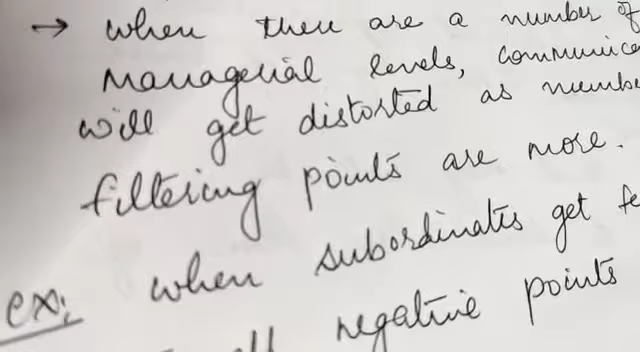 → when there are a number of
managerial levels, communica
will get distorted as numbe
filtering points are more.
ex: when subordinates get fe
negative points